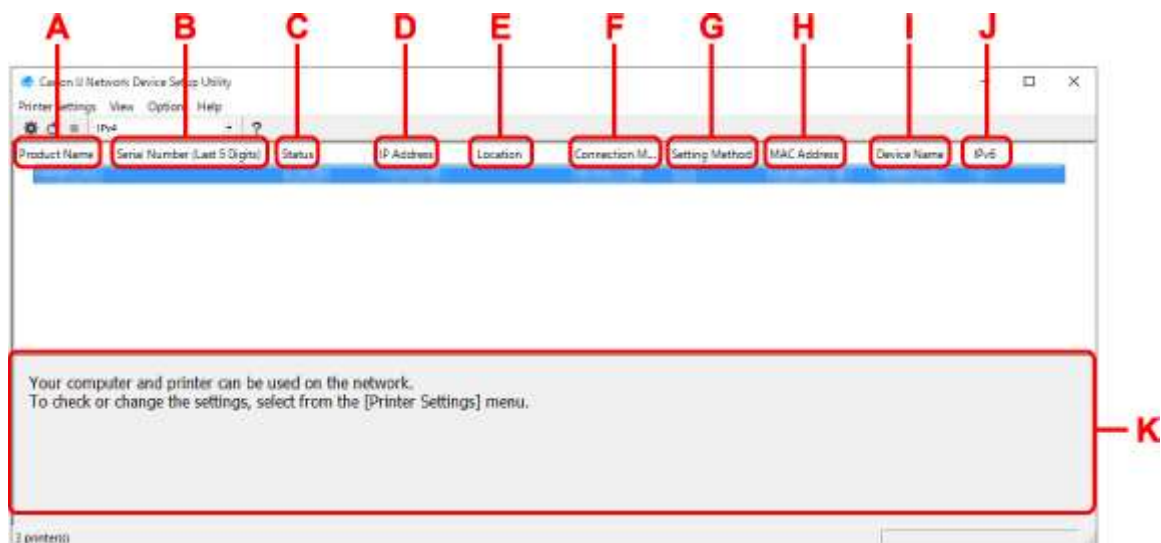 A B C D E F G H I J
Canon IJ Network Device Setup Utility
Printer Settings View Option Help
IPv4 ?
Product Name Serial Number (Last 5 Digits) Status IP Address Location Connection M... Setting Method MAC Address Device Name IPv6
Your computer and printer can be used on the network.
To check or change the settings, select from the [Printer Settings] menu.
K
printer(s)